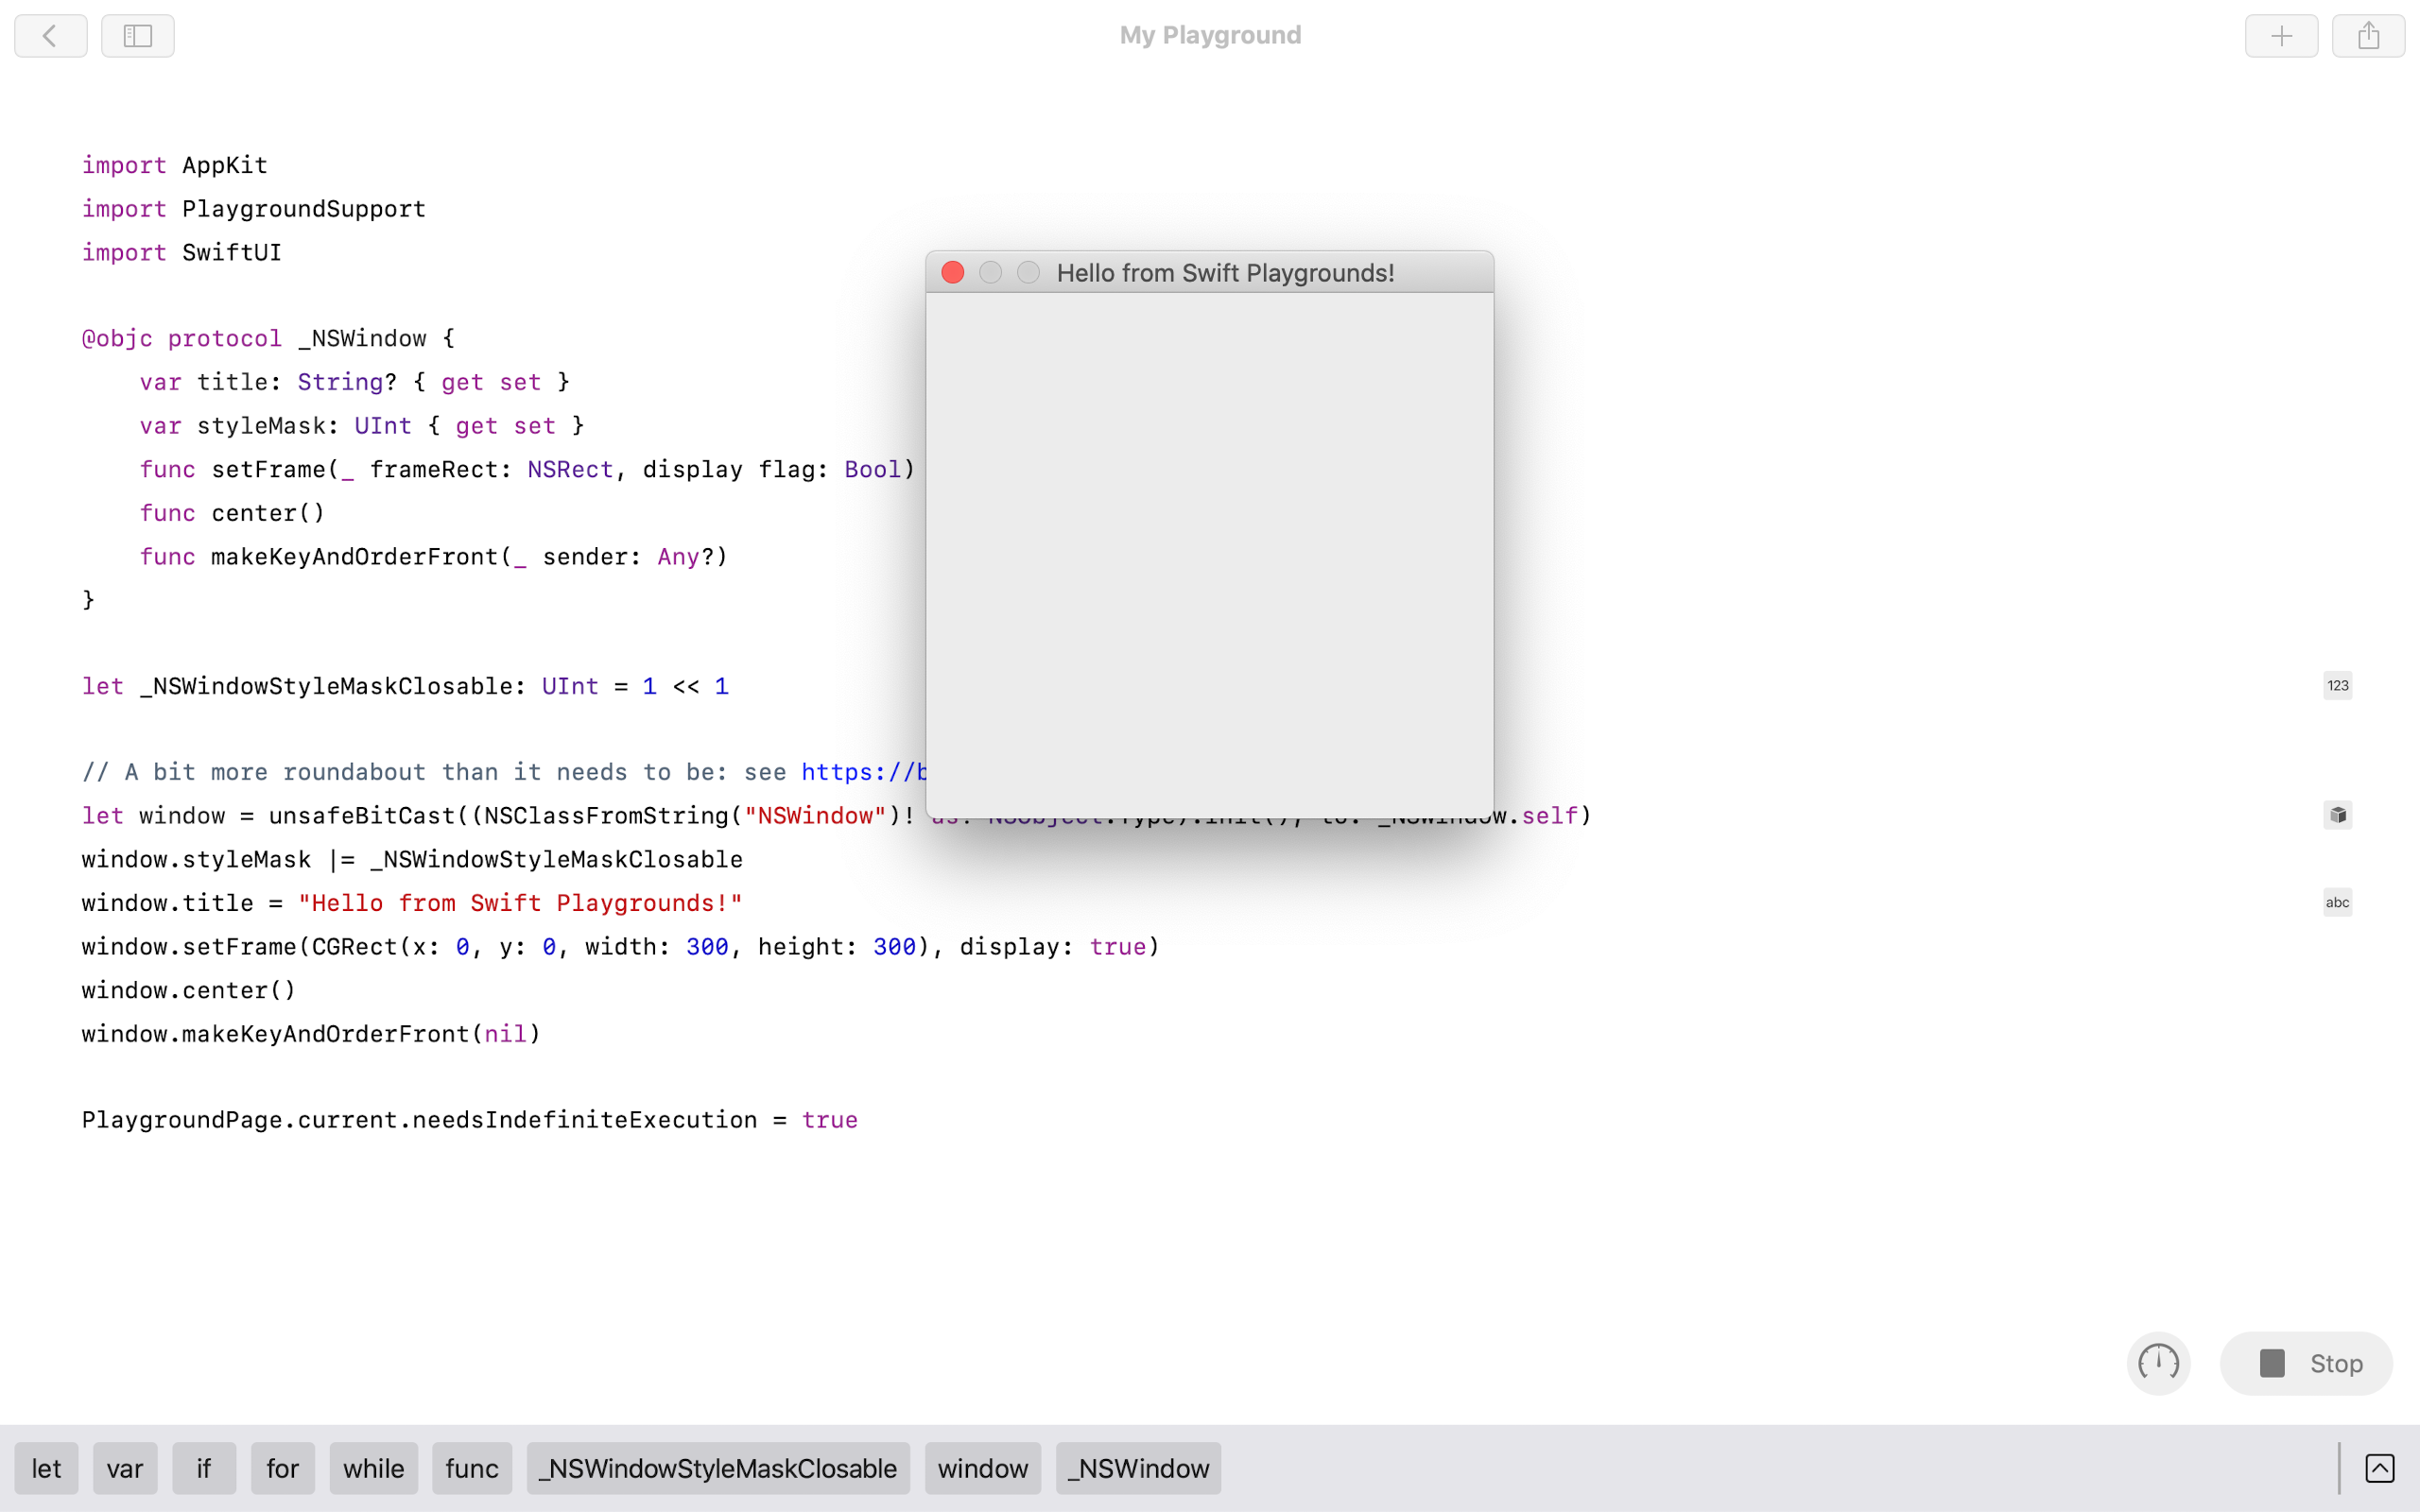 My Playground
import AppKit
import PlaygroundSupport
import SwiftUI
Hello from Swift Playgrounds!
@objc protocol _NSWindow {
var title: String? { get set }
var styleMask: UInt { get set }
func setFrame(_ frameRect: NSRect, display flag: Bool)
func center()
func makeKeyAndOrderFront(_ sender: Any?)
}
let _NSWindowStyleMaskClosable: UInt = 1 << 1
123
// A bit more roundabout than it needs to be: see https://b
let window = unsafeBitCast((NSClassFromString("NSWindow")! as! NSObject.Type).init(), to: _NSWindow.self)
window.styleMask |= _NSWindowStyleMaskClosable
window.title = "Hello from Swift Playgrounds!"
abc
window.setFrame(CGRect(x: 0, y: 0, width: 300, height: 300), display: true)
window.center()
window.makeKeyAndOrderFront(nil)
PlaygroundPage.current.needsIndefiniteExecution = true
Stop
let var if for while func _NSWindowStyleMaskClosable window _NSWindow